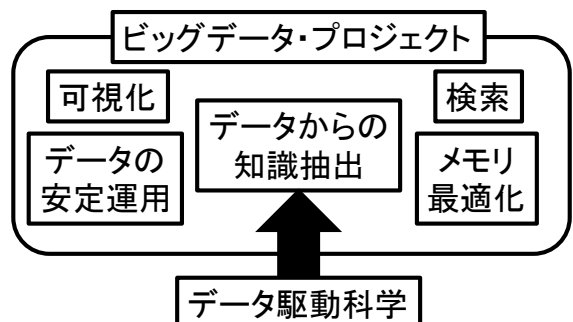 ビッグデータ・プロジェクト
可視化
検索
データからの
知識抽出
データの
安定運用
メモリ
最適化
データ駆動科学